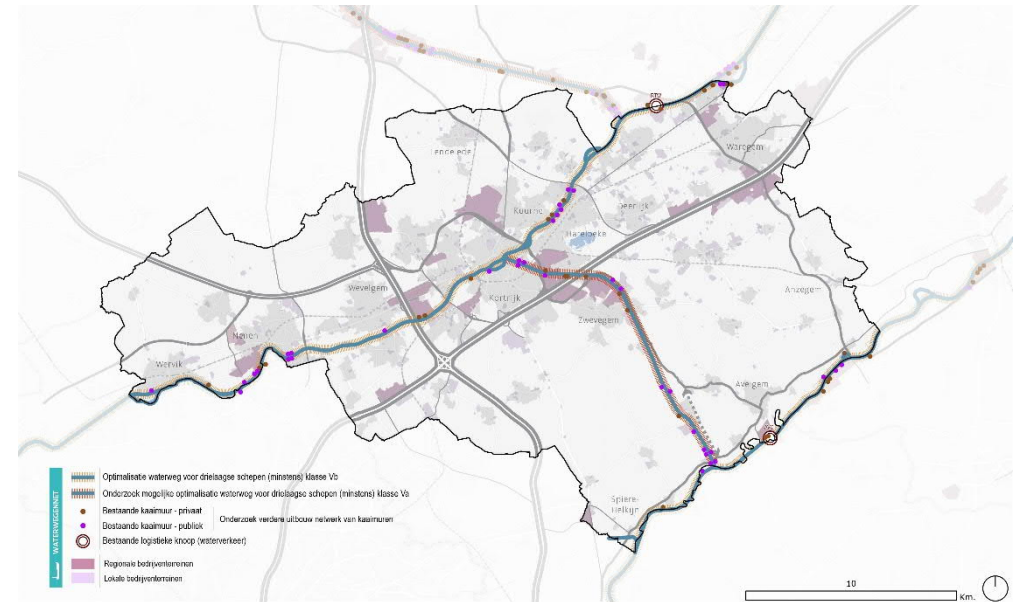 RTW
Lendelede
Waregem
Kuurne
Deerlijk
Harelbeke
Wevelgem
Kortrijk
Anzegem
Menen
Zwevegem
Wervik
Avelgem
Spiere-
Helkijn
WATERWEGENNET
Optimalisatie waterweg voor drielaagse schepen (minstens) klasse Vb
Onderzoek mogelijke optimalisatie waterweg voor drielaagse schepen (minstens) klasse Va
Bestaande kaaimuur - privaat
Onderzoek verdere uitbouw netwerk van kaaimuren
Bestaande kaaimuur - publiek
Bestaande logistieke knoop (waterverkeer)
Regionale bedrijventerreinen
Lokale bedrijventerreinen
10
Km.